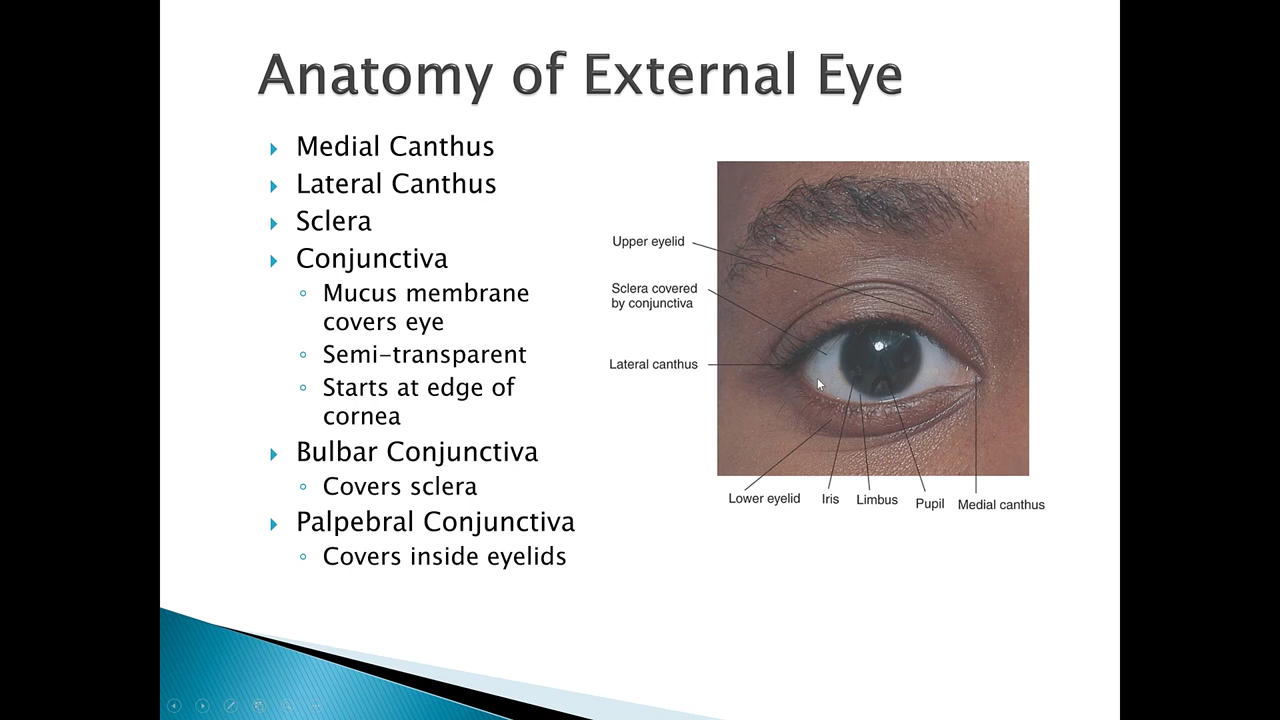 Anatomy of External Eye
Medial Canthus
Lateral Canthus
Sclera
Conjunctiva
Mucus membrane
covers eye
Semi-transparent
Starts at edge of
cornea
Bulbar Conjunctiva
Covers sclera
Palpebral Conjunctiva
Covers inside eyelids
Upper eyelid
Sclera covered
by conjunctiva
Lateral canthus
Lower eyelid
Iris
Limbus
Pupil
Medial canthus